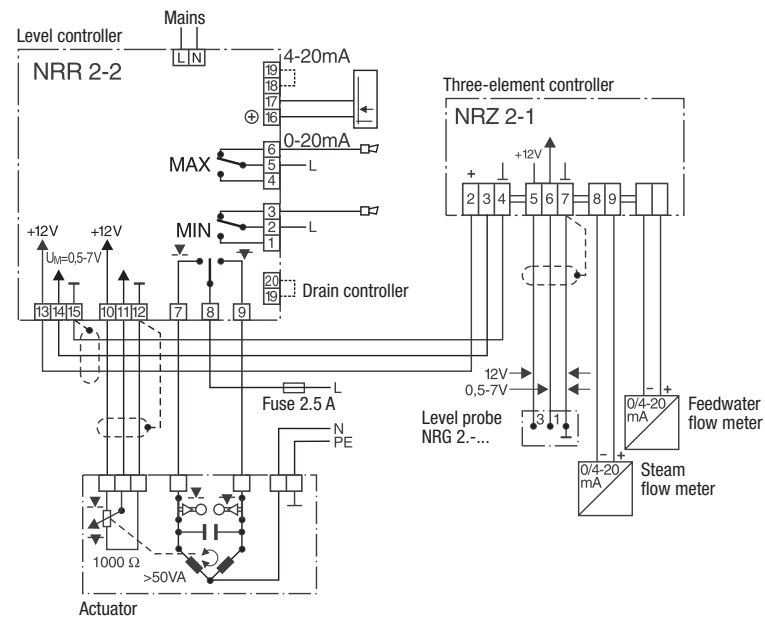 Mains
Level controller
L N
NRR 2-2
4-20mA
19
18
17
16
0-20mA
MAX
6
5 L
4
MIN
3
2 L
1
+12V +12V
UM=0,5-7V
20
19
Drain controller
13 14 15 10 11 12 7 8 9
L
Fuse 2.5 A
N
PE
1000 Ω
>50VA
Actuator
Three-element controller
NRZ 2-1
+12V
+
2 3 4 5 6 7 8 9
12V
0,5-7V
Level probe
NRG 2.-...
3 1
- +
0/4-20
mA
Feedwater
flow meter
- +
0/4-20
mA
Steam
flow meter